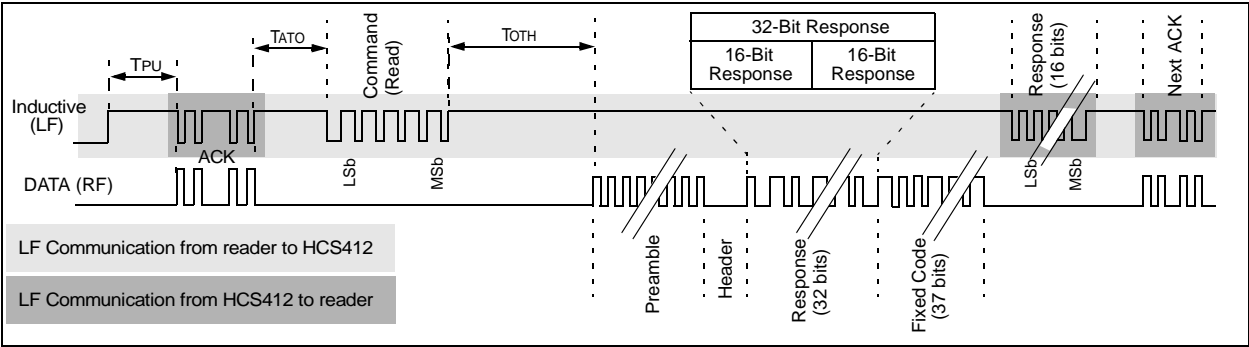 TPU
TATO
Command
(Read)
TOTH
32-Bit Response
16-Bit
Response
16-Bit
Response
Response
(16 bits)
Next ACK
Inductive
(LF)
ACK
LSb
MSb
LSb
MSb
DATA (RF)
Preamble
Header
Response
(32 bits)
Fixed Code
(37 bits)
LF Communication from reader to HCS412
LF Communication from HCS412 to reader